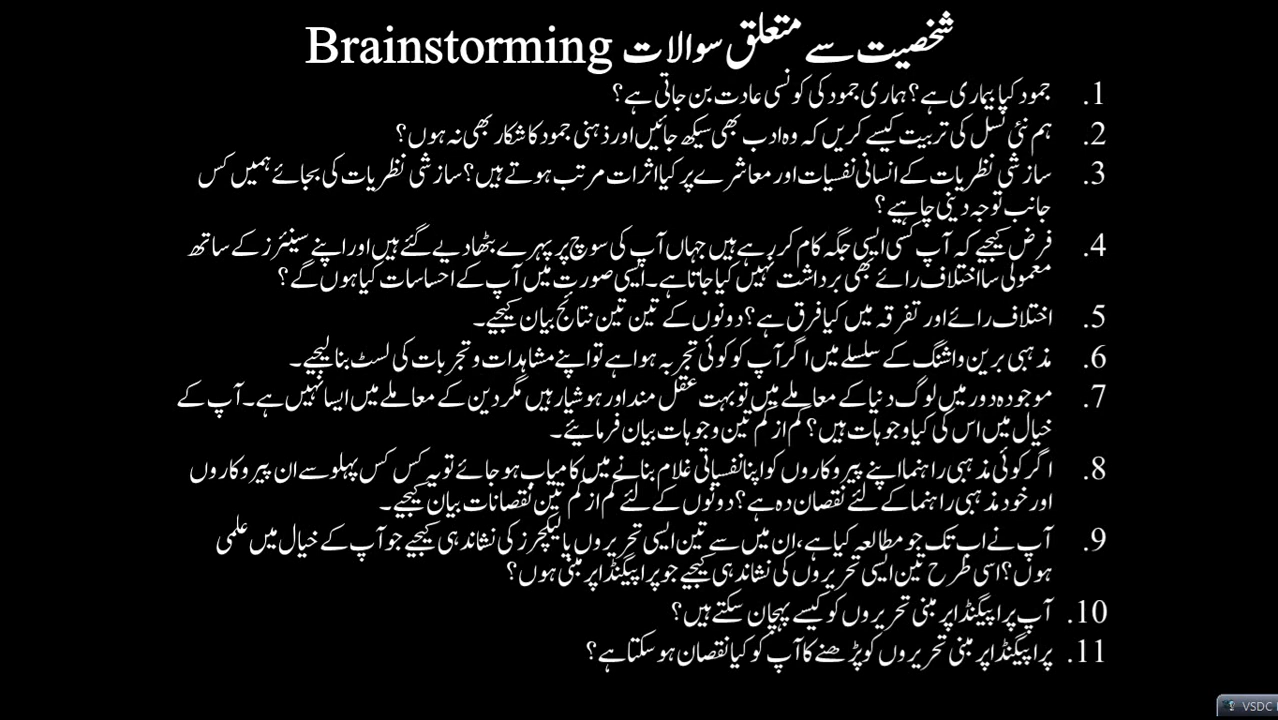 شخصیت سے متعلق سوالات Brainstorming
1. جمود کیا بیماری ہے؟ ہماری جمود کی کونسی عادت بن جاتی ہے؟
2. ہم نئی نسل کی تربیت کیسے کریں کہ وہ ادب بھی سیکھ جائیں اور ذہنی جمود کا شکار بھی نہ ہوں؟
3. سازشی نظریات کے انسانی نفسیات اور معاشرے پر کیا اثرات مرتب ہوتے ہیں؟ سازشی نظریات کی بجائے ہمیں کس
جانب توجہ دینی چاہیے؟
4. فرض کیجیے کہ آپ کسی ایسی جگہ کام کر رہے ہیں جہاں آپ کی سوچ پر پہرے بٹھا دیے گئے ہیں اور اپنے سینئرز کے ساتھ
معمولی سا اختلاف رائے بھی برداشت نہیں کیا جاتا ہے۔ ایسی صورت میں آپ کے احساسات کیا ہوں گے؟
5. اختلاف رائے اور تفرقہ میں کیا فرق ہے؟ دونوں کے تین تین نتائج بیان کیجیے۔
6. مذہبی برین واشنگ کے سلسلے میں اگر آپ کو کوئی تجربہ ہوا ہے تو اپنے مشاہدات و تجربات کی لسٹ بنا لیجیے۔
7. موجودہ دور میں لوگ دنیا کے معاملے میں تو بہت عقل مند اور ہوشیار ہیں مگر دین کے معاملے میں ایسا نہیں ہے۔ آپ کے
خیال میں اس کی کیا وجوہات ہیں؟ کم از کم تین وجوہات بیان فرمائیے۔
8. اگر کوئی مذہبی راہنما اپنے پیروکاروں کو اپنا نفسیاتی غلام بنانے میں کامیاب ہو جائے تو یہ کس کس پہلو سے ان پیروکاروں
اور خود مذہبی راہنما کے لئے نقصان دہ ہے؟ دونوں کے لئے کم از کم تین نقصانات بیان کیجیے۔
9. آپ نے اب تک جو مطالعہ کیا ہے، ان میں سے تین ایسی تحریروں یا لیکچرز کی نشاندہی کیجیے جو آپ کے خیال میں علمی
ہوں؟ اسی طرح تین ایسی تحریروں کی نشاندہی کیجیے جو پراپیگنڈا پر مبنی ہوں؟
10. آپ پراپیگنڈا پر مبنی تحریروں کو کیسے پہچان سکتے ہیں؟
11. پراپیگنڈا پر مبنی تحریروں کو پڑھنے کا آپ کو کیا نقصان ہو سکتا ہے؟
VSDC